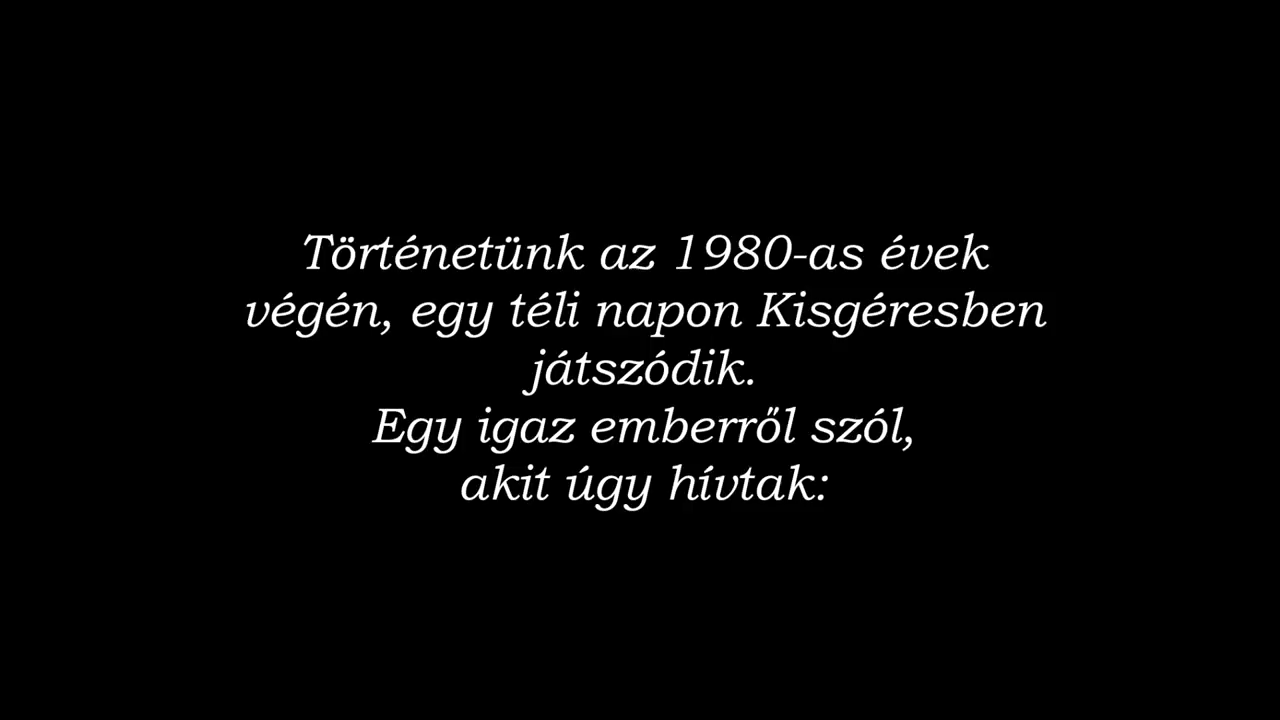 Történetünk az 1980-as évek
végén, egy téli napon Kisgéresben
játszódik.
Egy igaz emberről szól,
akit úgy hívtak: